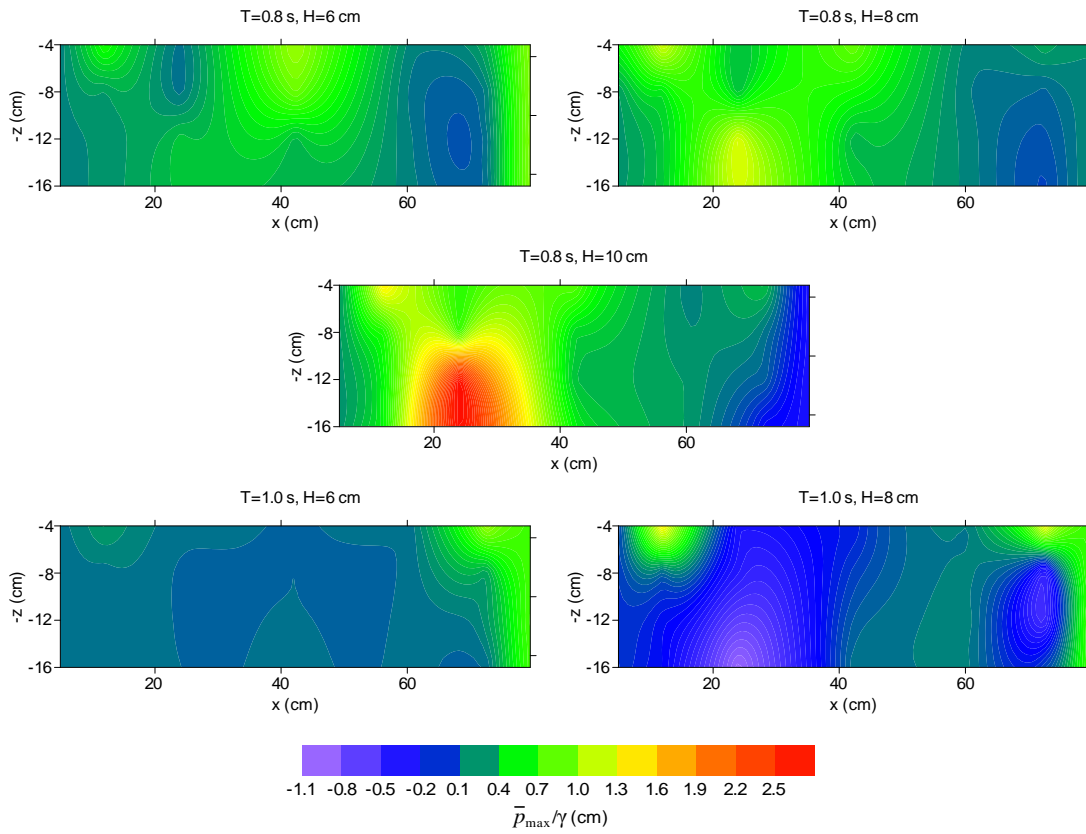 T=0.8 s, H=6 cm
-4
-8
-12
-16
-z (cm)
20 40 60
x (cm)
T=0.8 s, H=8 cm
-4
-8
-12
-16
-z (cm)
20 40 60
x (cm)
T=0.8 s, H=10 cm
-4
-8
-12
-16
-z (cm)
20 40 60
x (cm)
T=1.0 s, H=6 cm
-4
-8
-12
-16
-z (cm)
20 40 60
x (cm)
T=1.0 s, H=8 cm
-4
-8
-12
-16
-z (cm)
20 40 60
x (cm)
-1.1 -0.8 -0.5 -0.2 0.1 0.4 0.7 1.0 1.3 1.6 1.9 2.2 2.5
p̅max/γ (cm)